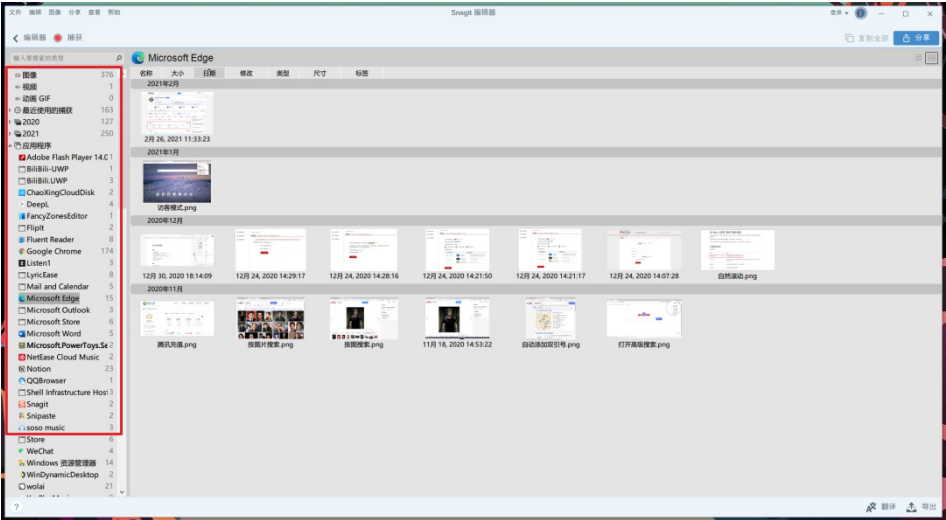 文件 编辑 图像 分享 查看 帮助
Snagit 编辑器
登录
编辑器 捕获
复制全部 分享
输入要搜索的类型
Microsoft Edge
名称 大小 日期 修改 类型 尺寸 标签
图像 376
视频 1
动画 GIF 0
最近使用的捕获 163
2020 127
2021 250
应用程序
Adobe Flash Player 14.0 1
BiliBili-UWP 1
BiliBili.UWP 3
ChaoXingCloudDisk 2
DeepL 4
FancyZonesEditor 1
FlipIt 2
Fluent Reader 8
Google Chrome 174
Listen1 3
LyricEase 8
Mail and Calendar 5
Microsoft Edge 15
Microsoft Outlook 3
Microsoft Store 6
Microsoft Word 5
Microsoft.PowerToys.Se 2
NetEase Cloud Music 2
Notion 23
QQBrowser 1
Shell Infrastructure Host 3
Snagit 2
Snipaste 2
soso music 3
Store 6
WeChat 4
Windows 资源管理器 14
WinDynamicDesktop 2
wolai 21
2021年2月
2月 26, 2021 11:33:23
2021年1月
访客模式.png
2020年12月
12月 30, 2020 18:14:09
12月 24, 2020 14:29:17
12月 24, 2020 14:28:16
12月 24, 2020 14:21:50
12月 24, 2020 14:21:17
12月 24, 2020 14:07:28
自然滚动.png
2020年11月
腾讯充值.png
按图片搜索.png
按图搜索.png
11月 18, 2020 14:53:22
自动添加双引号.png
打开高级搜索.png
翻译 导出